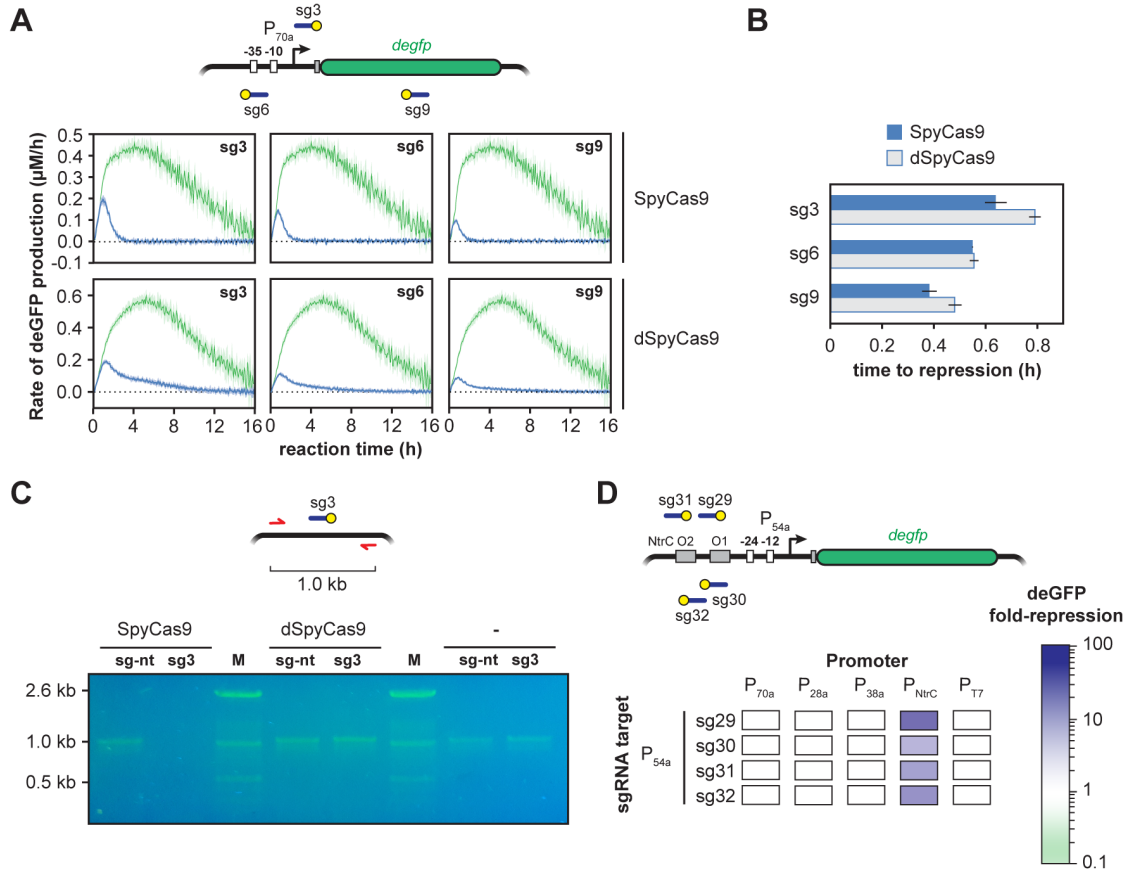 A
sg3
P70a
-35 -10
degfp
sg6
sg9
Rate of deGFP production (µM/h)
0.5
0.4
0.3
0.2
0.1
0.0
-0.1
sg3
sg6
sg9
SpyCas9
0.6
0.4
0.2
0.0
sg3
sg6
sg9
dSpyCas9
0 4 8 12 16 0 4 8 12 16 0 4 8 12 16
reaction time (h)
B
SpyCas9
dSpyCas9
sg3
sg6
sg9
0 0.2 0.4 0.6 0.8
time to repression (h)
C
sg3
1.0 kb
SpyCas9 dSpyCas9 -
sg-nt sg3 M sg-nt sg3 M sg-nt sg3
2.6 kb
1.0 kb
0.5 kb
D
sg31 sg29
P54a
NtrC O2 O1 -24 -12
degfp
sg30
sg32
deGFP
fold-repression
100
10
1
0.1
Promoter
P70a P28a P38a PNtrC PT7
sgRNA target
P54a
sg29
sg30
sg31
sg32